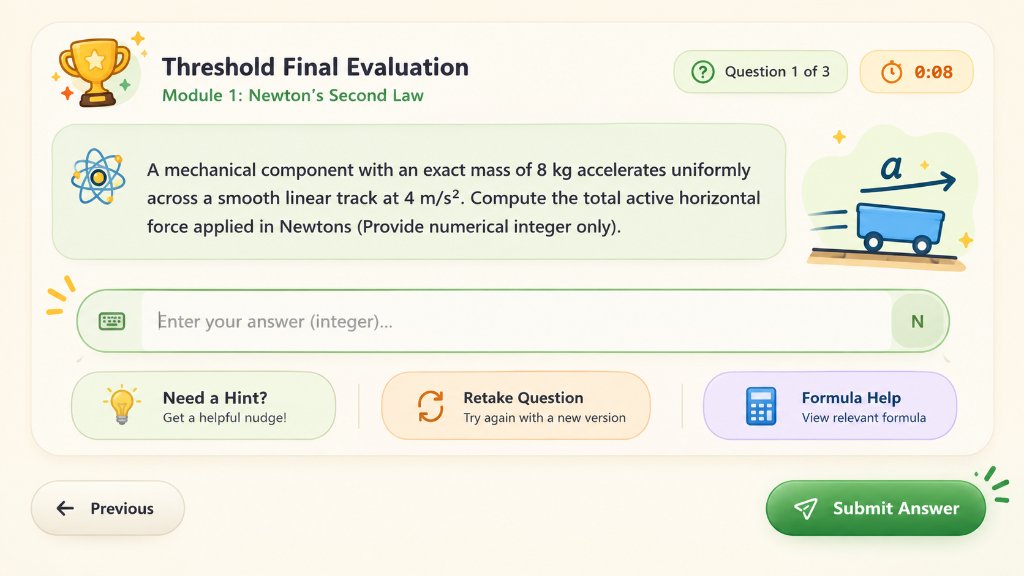 Threshold Final Evaluation
Module 1: Newton's Second Law
Question 1 of 3
0:08
A mechanical component with an exact mass of 8 kg accelerates uniformly
across a smooth linear track at 4 m/s². Compute the total active horizontal
force applied in Newtons (Provide numerical integer only).
a
Enter your answer (integer)...
N
Need a Hint?
Get a helpful nudge!
Retake Question
Try again with a new version
Formula Help
View relevant formula
Previous
Submit Answer